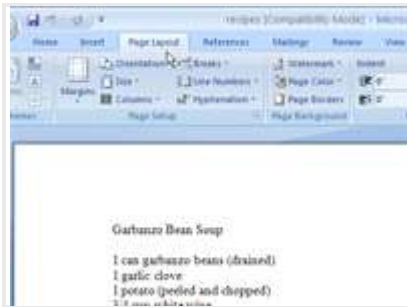 recipes [Compatibility Mode] - Micros
Home Insert Page Layout References Mailings Review View
Orientation Breaks Watermark Indent
Margins Size Line Numbers Page Color
Columns Hyphenation Page Borders
Page Setup Page Background
Garbanzo Bean Soup
1 can garbanzo beans (drained)
1 garlic clove
1 potato (peeled and chopped)